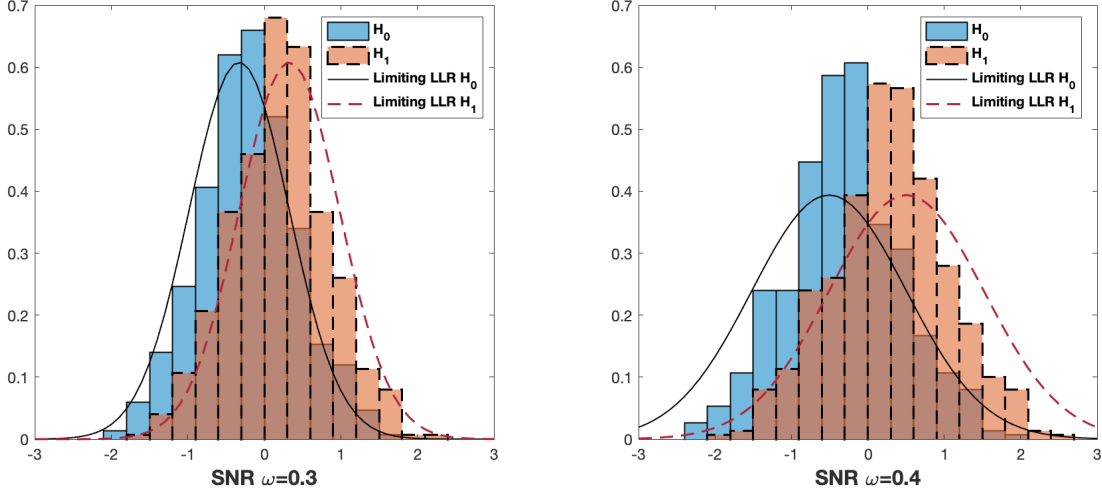 0.7
0.6
0.5
0.4
0.3
0.2
0.1
0
-3 -2 -1 0 1 2 3
H0
H1
Limiting LLR H0
Limiting LLR H1
SNR ω=0.3
0.7
0.6
0.5
0.4
0.3
0.2
0.1
0
-3 -2 -1 0 1 2 3
H0
H1
Limiting LLR H0
Limiting LLR H1
SNR ω=0.4